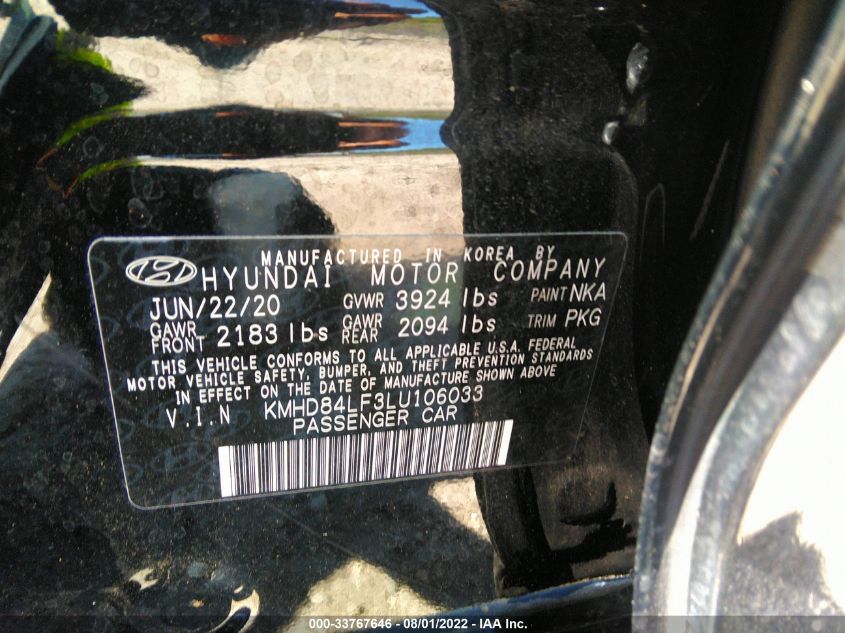 MANUFACTURED IN KOREA BY
HYUNDAI MOTOR COMPANY
JUN/22/20 GVWR 3924 lbs PAINT NKA
GAWR FRONT 2183 lbs GAWR REAR 2094 lbs TRIM PKG
THIS VEHICLE CONFORMS TO ALL APPLICABLE U.S.A. FEDERAL
MOTOR VEHICLE SAFETY, BUMPER, AND THEFT PREVENTION STANDARDS
IN EFFECT ON THE DATE OF MANUFACTURE SHOWN ABOVE
V.I.N KMHD84LF3LU106033
PASSENGER CAR
000-33767646 - 08/01/2022 - IAA Inc.